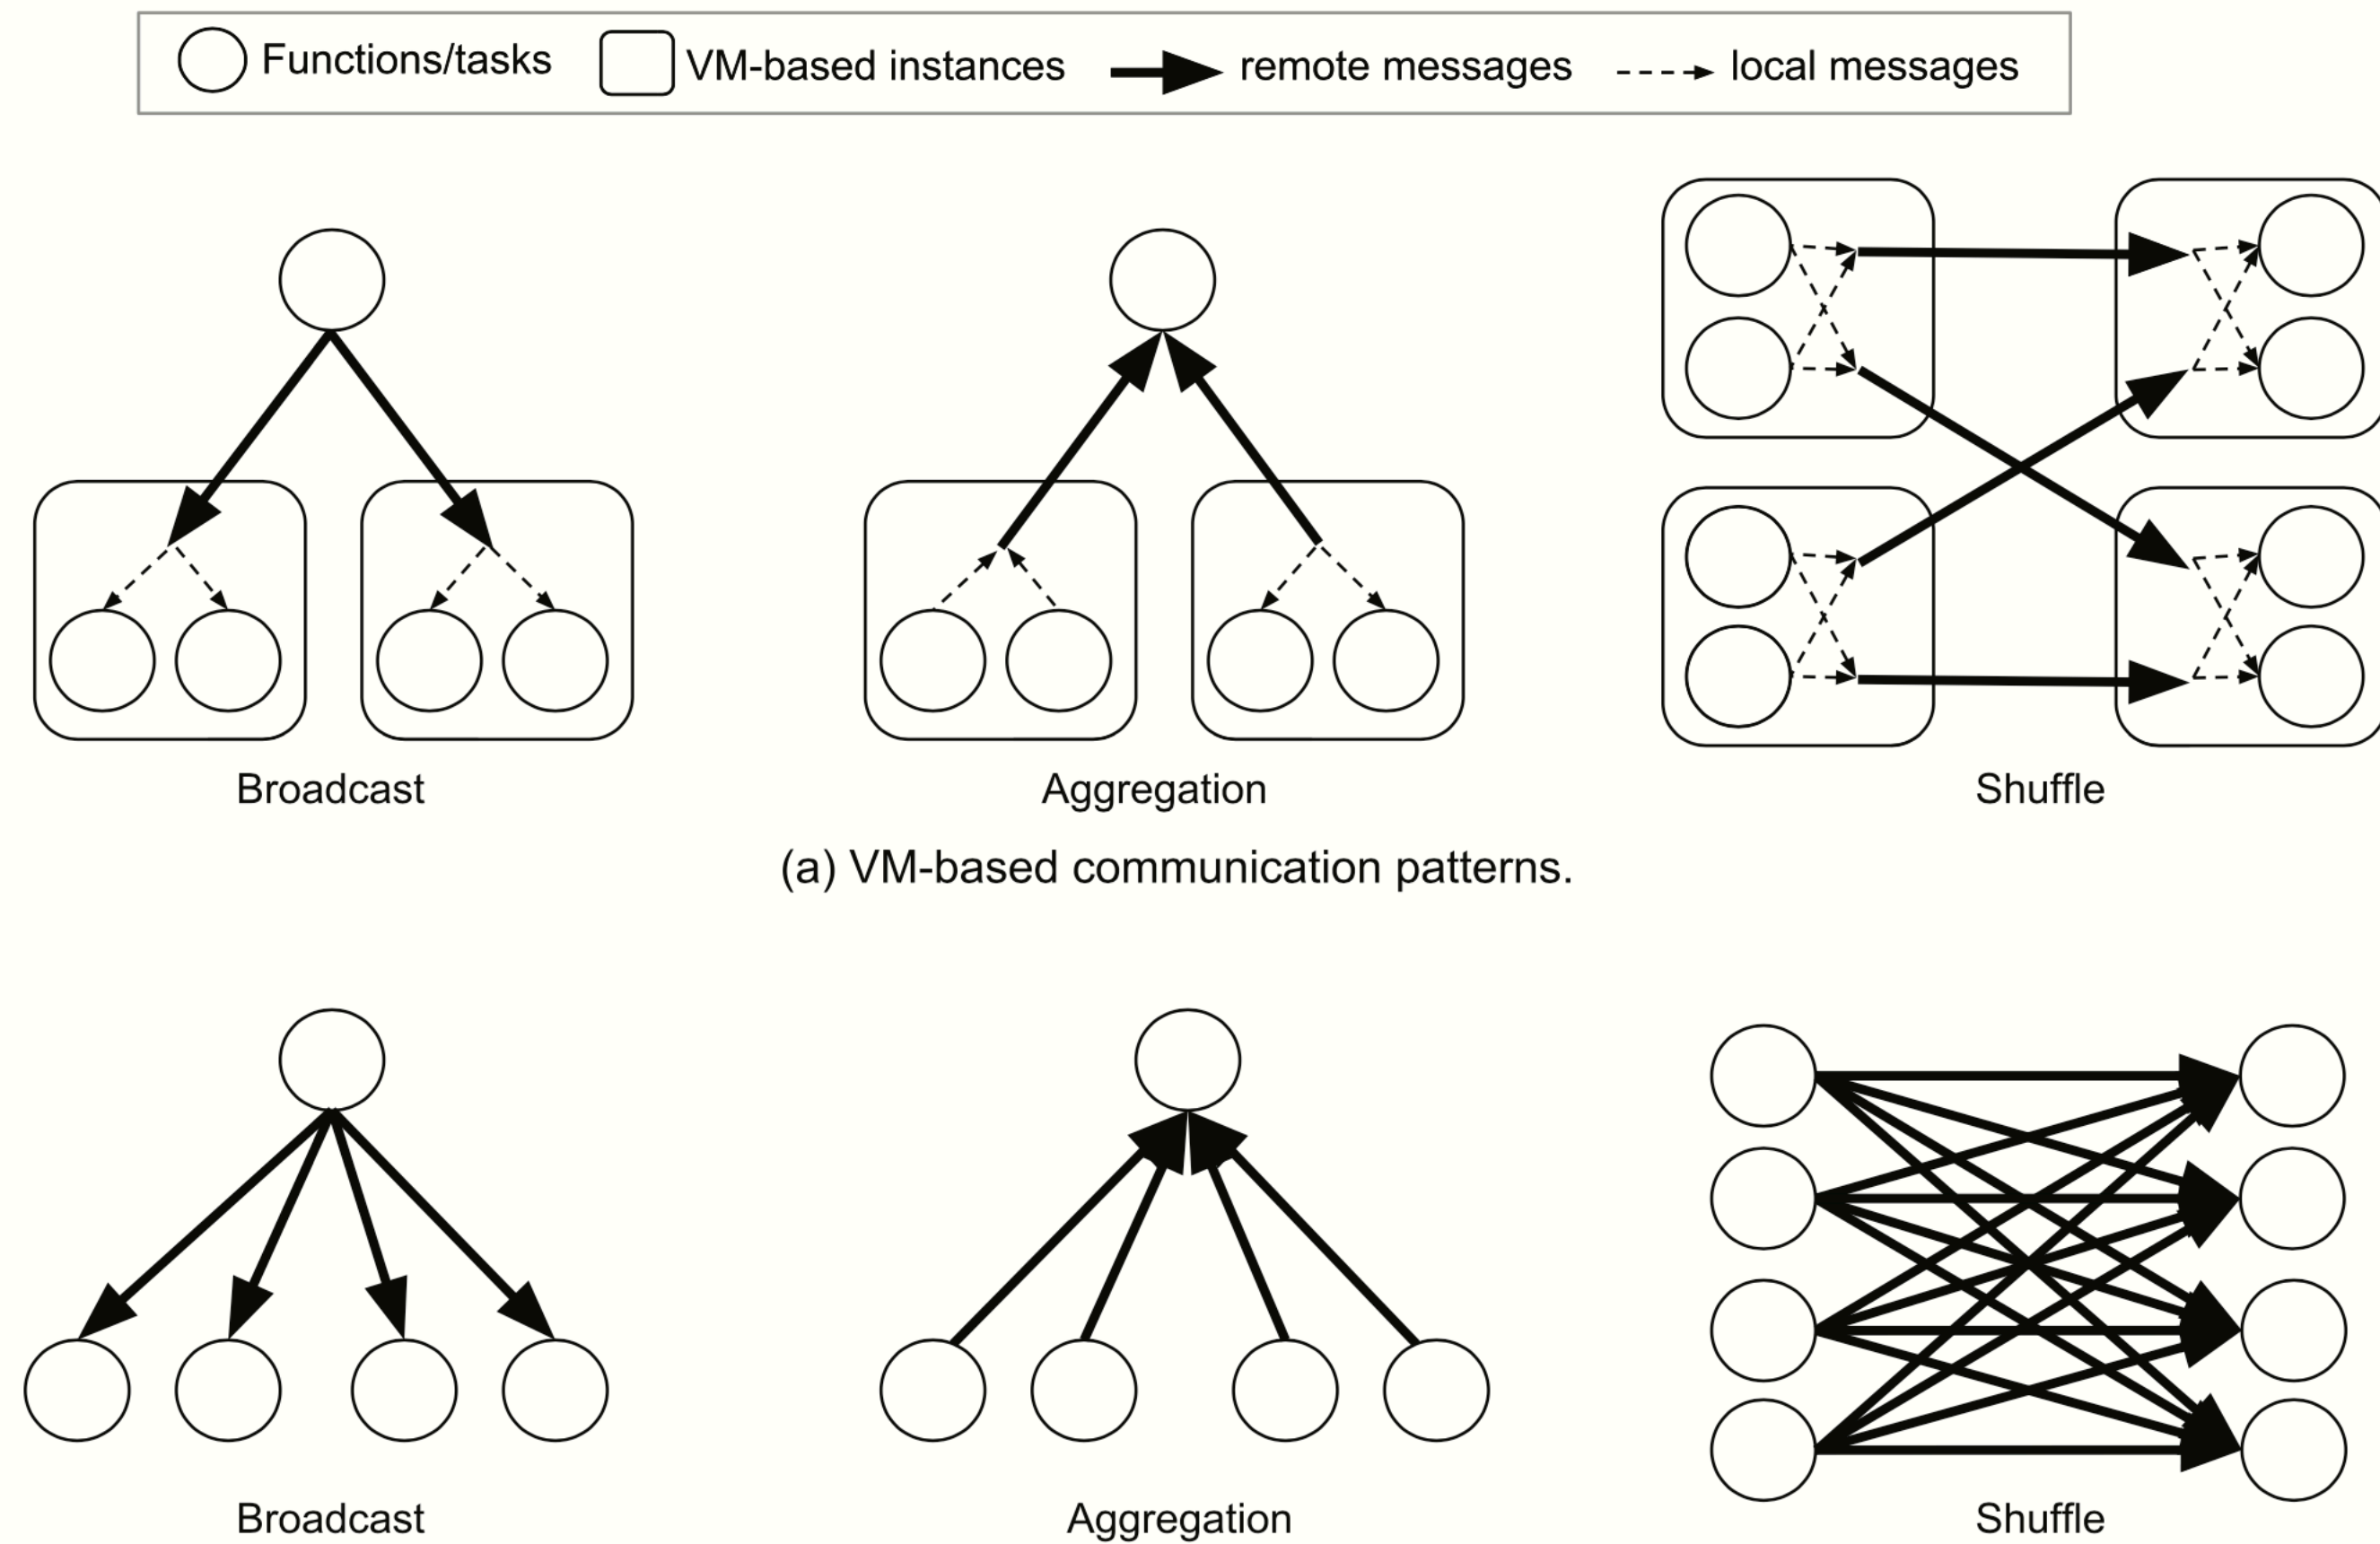 Functions/tasks VM-based instances remote messages local messages
Broadcast Aggregation Shuffle
(a) VM-based communication patterns.
Broadcast Aggregation Shuffle